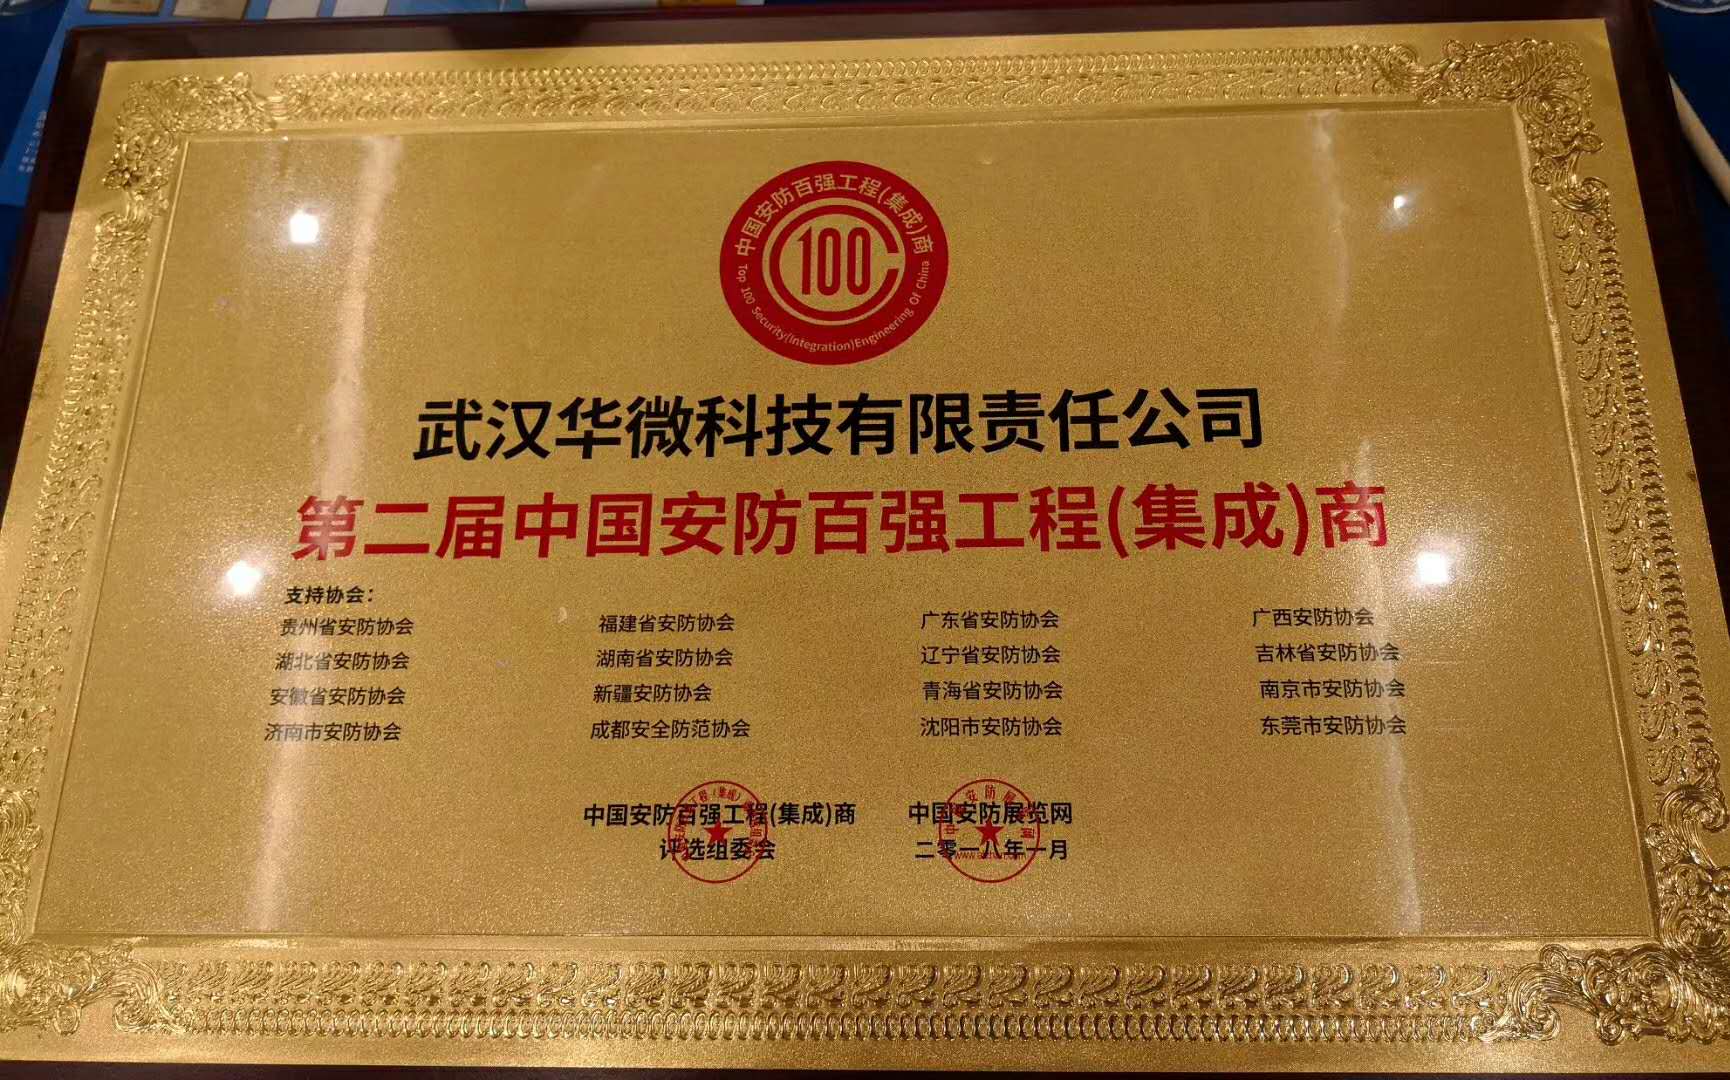 中国安防百强工程(集成)商
100
Top 100 Security(Integration)Engineering Of China
武汉华微科技有限责任公司
第二届中国安防百强工程(集成)商
支持协会：
贵州省安防协会 福建省安防协会 广东省安防协会 广西安防协会
湖北省安防协会 湖南省安防协会 辽宁省安防协会 吉林省安防协会
安徽省安防协会 新疆安防协会 青海省安防协会 南京市安防协会
济南市安防协会 成都安全防范协会 沈阳市安防协会 东莞市安防协会
中国安防百强工程(集成)商 中国安防展览网
评选组委会 二零一八年一月